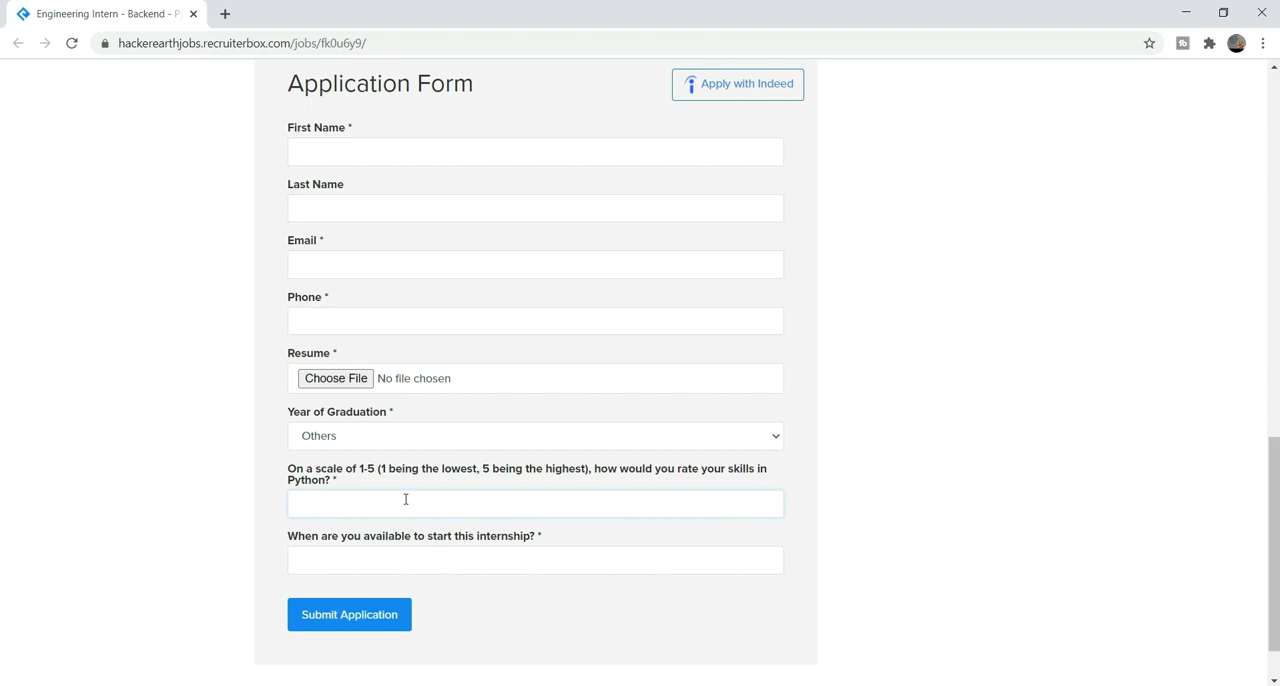 Engineering Intern - Backend - P
hackerearthjobs.recruiterbox.com/jobs/fk0u6y9/
Application Form
Apply with Indeed
First Name *
Last Name
Email *
Phone *
Resume *
Choose File No file chosen
Year of Graduation *
Others
On a scale of 1-5 (1 being the lowest, 5 being the highest), how would you rate your skills in
Python? *
When are you available to start this internship? *
Submit Application